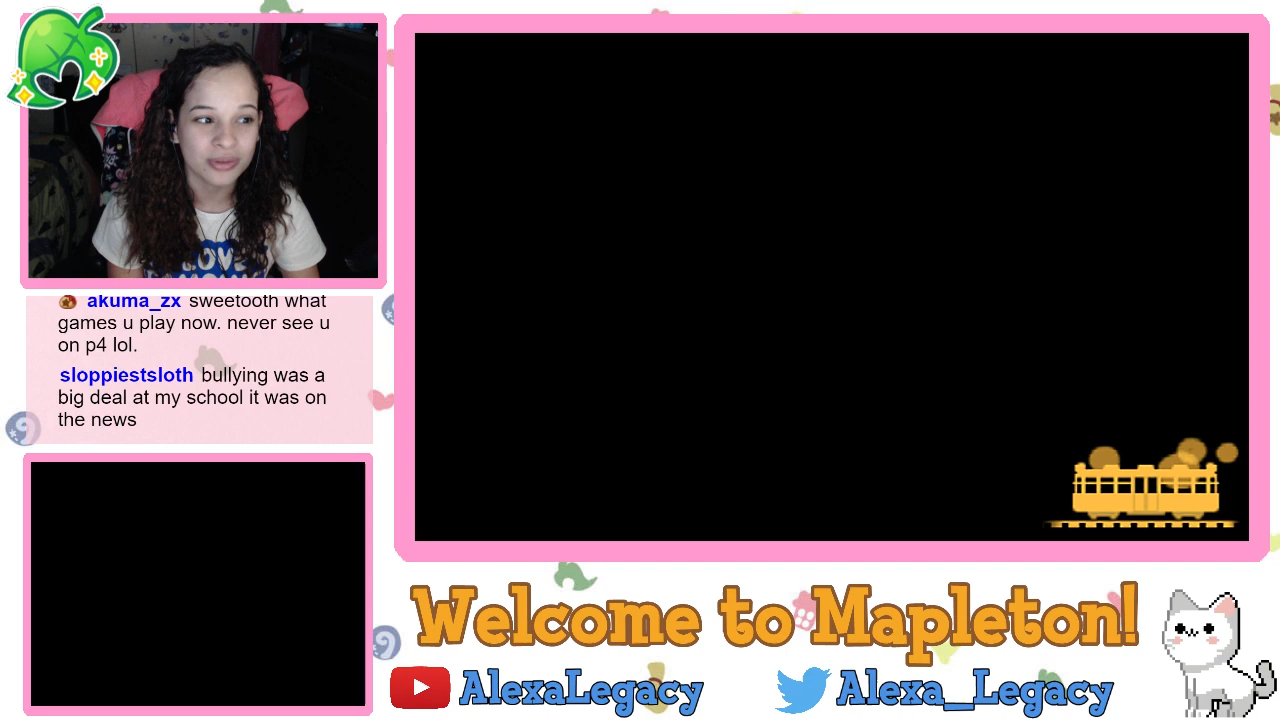 akuma_zx sweetooth what
games u play now. never see u
on p4 lol.
sloppiestsloth bullying was a
big deal at my school it was on
the news
Welcome to Mapleton!
AlexaLegacy
Alexa_Legacy